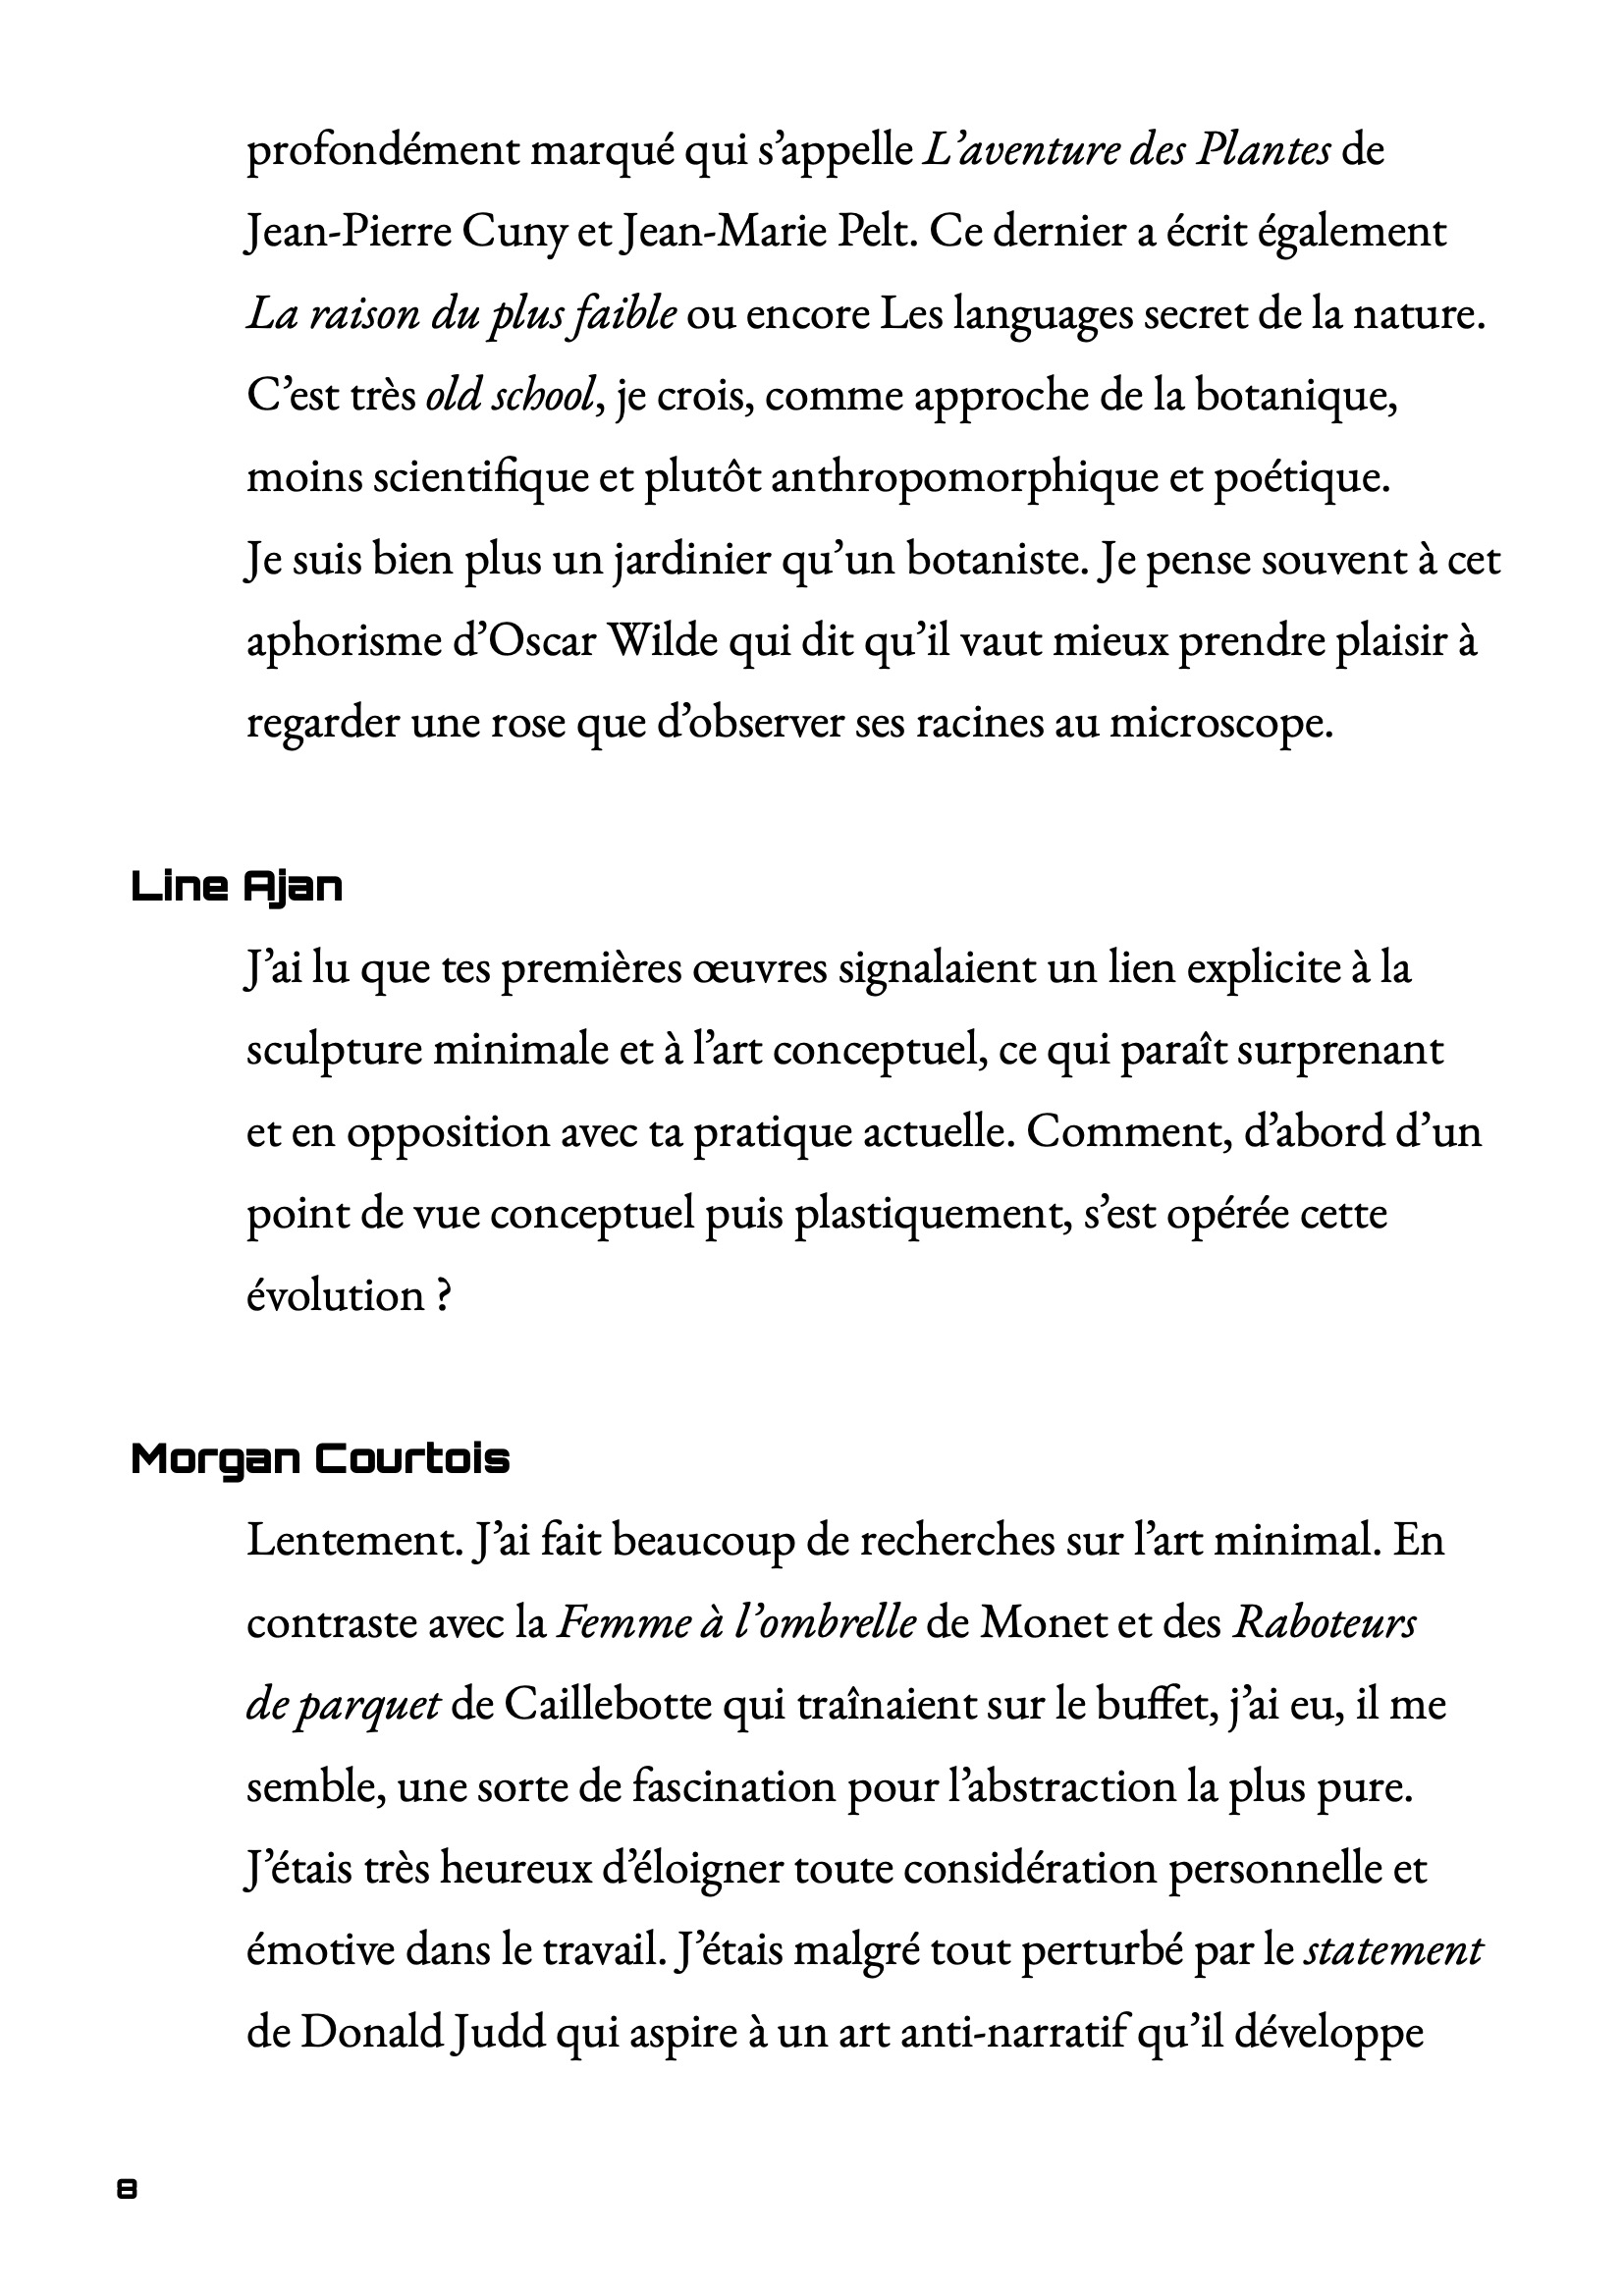 profondément marqué qui s’appelle L’aventure des Plantes de
Jean-Pierre Cuny et Jean-Marie Pelt. Ce dernier a écrit également
La raison du plus faible ou encore Les languages secret de la nature.
C’est très old school, je crois, comme approche de la botanique,
moins scientifique et plutôt anthropomorphique et poétique.
Je suis bien plus un jardinier qu’un botaniste. Je pense souvent à cet
aphorisme d’Oscar Wilde qui dit qu’il vaut mieux prendre plaisir à
regarder une rose que d’observer ses racines au microscope.
Line Ajan
J’ai lu que tes premières œuvres signalaient un lien explicite à la
sculpture minimale et à l’art conceptuel, ce qui paraît surprenant
et en opposition avec ta pratique actuelle. Comment, d’abord d’un
point de vue conceptuel puis plastiquement, s’est opérée cette
évolution ?
Morgan Courtois
Lentement. J’ai fait beaucoup de recherches sur l’art minimal. En
contraste avec la Femme à l’ombrelle de Monet et des Raboteurs
de parquet de Caillebotte qui traînaient sur le buffet, j’ai eu, il me
semble, une sorte de fascination pour l’abstraction la plus pure.
J’étais très heureux d’éloigner toute considération personnelle et
émotive dans le travail. J’étais malgré tout perturbé par le statement
de Donald Judd qui aspire à un art anti-narratif qu’il développe
8